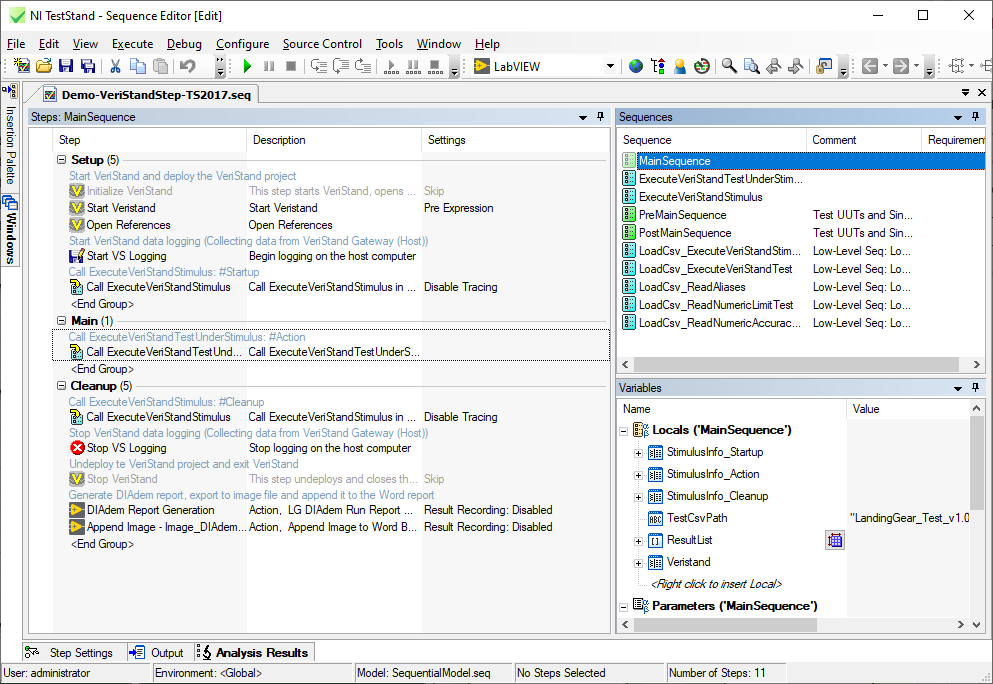 NI TestStand - Sequence Editor [Edit]
File Edit View Execute Debug Configure Source Control Tools Window Help
LabVIEW
Demo-VeriStandStep-TS2017.seq
Insertion Palette
Windows
Steps: MainSequence
Step Description Settings
Setup (5)
Start VeriStand and deploy the VeriStand project
Initialize VeriStand This step starts VeriStand, opens ... Skip
Start Veristand Start Veristand Pre Expression
Open References Open References
Start VeriStand data logging (Collecting data from VeriStand Gateway (Host))
Start VS Logging Begin logging on the host computer
Call ExecuteVeriStandStimulus: #Startup
Call ExecuteVeriStandStimulus Call ExecuteVeriStandStimulus in ... Disable Tracing
<End Group>
Main (1)
Call ExecuteVeriStandTestUnderStimulus: #Action
Call ExecuteVeriStandTestUnd... Call ExecuteVeriStandTestUnderS...
<End Group>
Cleanup (5)
Call ExecuteVeriStandStimulus: #Cleanup
Call ExecuteVeriStandStimulus Call ExecuteVeriStandStimulus in ... Disable Tracing
Stop VeriStand data logging (Collecting data from VeriStand Gateway (Host))
Stop VS Logging Stop logging on the host computer
Undeploy te VeriStand project and exit VeriStand
Stop VeriStand This step undeploys and closes th... Skip
Generate DIAdem report, export to image file and append it to the Word report
DIAdem Report Generation Action, LG DIAdem Run Report ... Result Recording: Disabled
Append Image - Image_DIAdem... Action, Append Image to Word B... Result Recording: Disabled
<End Group>
Sequences
Sequence Comment Requirement
MainSequence
ExecuteVeriStandTestUnderStim...
ExecuteVeriStandStimulus
PreMainSequence Test UUTs and Sin...
PostMainSequence Test UUTs and Sin...
LoadCsv_ExecuteVeriStandStim... Low-Level Seq: Lo...
LoadCsv_ExecuteVeriStandTest Low-Level Seq: Lo...
LoadCsv_ReadAliases Low-Level Seq: Lo...
LoadCsv_ReadNumericLimitTest Low-Level Seq: Lo...
LoadCsv_ReadNumericAccurac... Low-Level Seq: Lo...
Variables
Name Value
Locals ('MainSequence')
StimulusInfo_Startup
StimulusInfo_Action
StimulusInfo_Cleanup
TestCsvPath "LandingGear_Test_v1.0
ResultList
Veristand
<Right click to insert Local>
Parameters ('MainSequence')
Step Settings Output Analysis Results
User: administrator Environment: <Global> Model: SequentialModel.seq No Steps Selected Number of Steps: 11